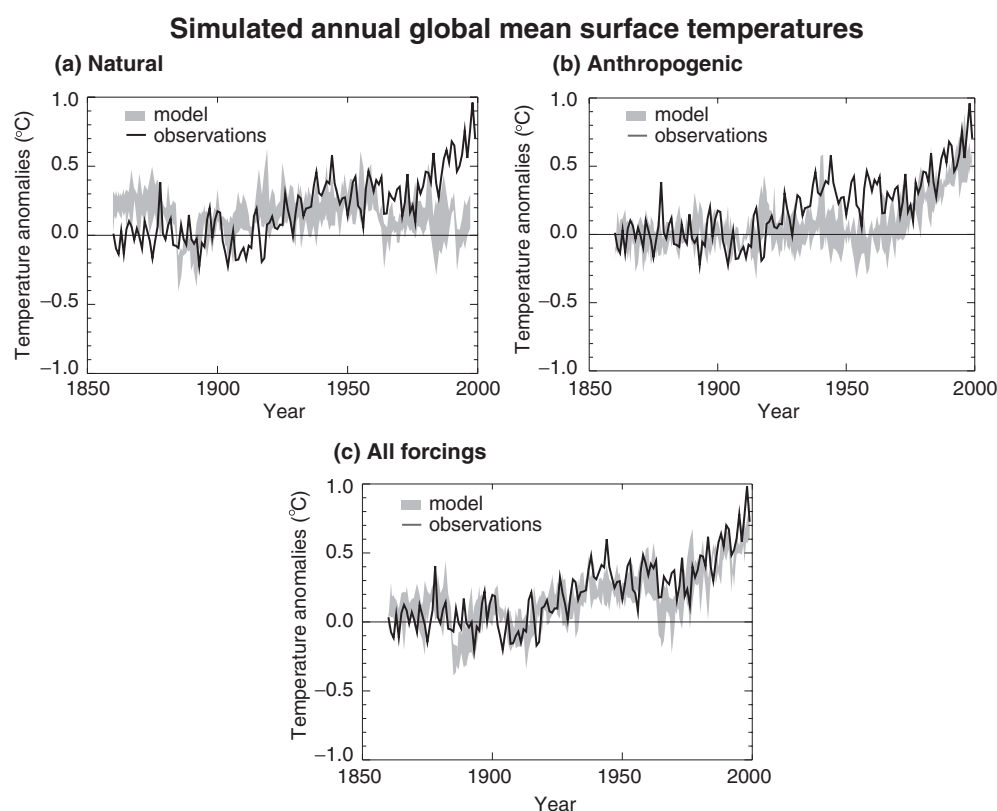 Simulated annual global mean surface temperatures
(a) Natural
Temperature anomalies (°C)
1.0
0.5
0.0
−0.5
−1.0
model
observations
1850
1900
1950
2000
Year
(b) Anthropogenic
Temperature anomalies (°C)
1.0
0.5
0.0
−0.5
−1.0
model
observations
1850
1900
1950
2000
Year
(c) All forcings
Temperature anomalies (°C)
1.0
0.5
0.0
−0.5
−1.0
model
observations
1850
1900
1950
2000
Year